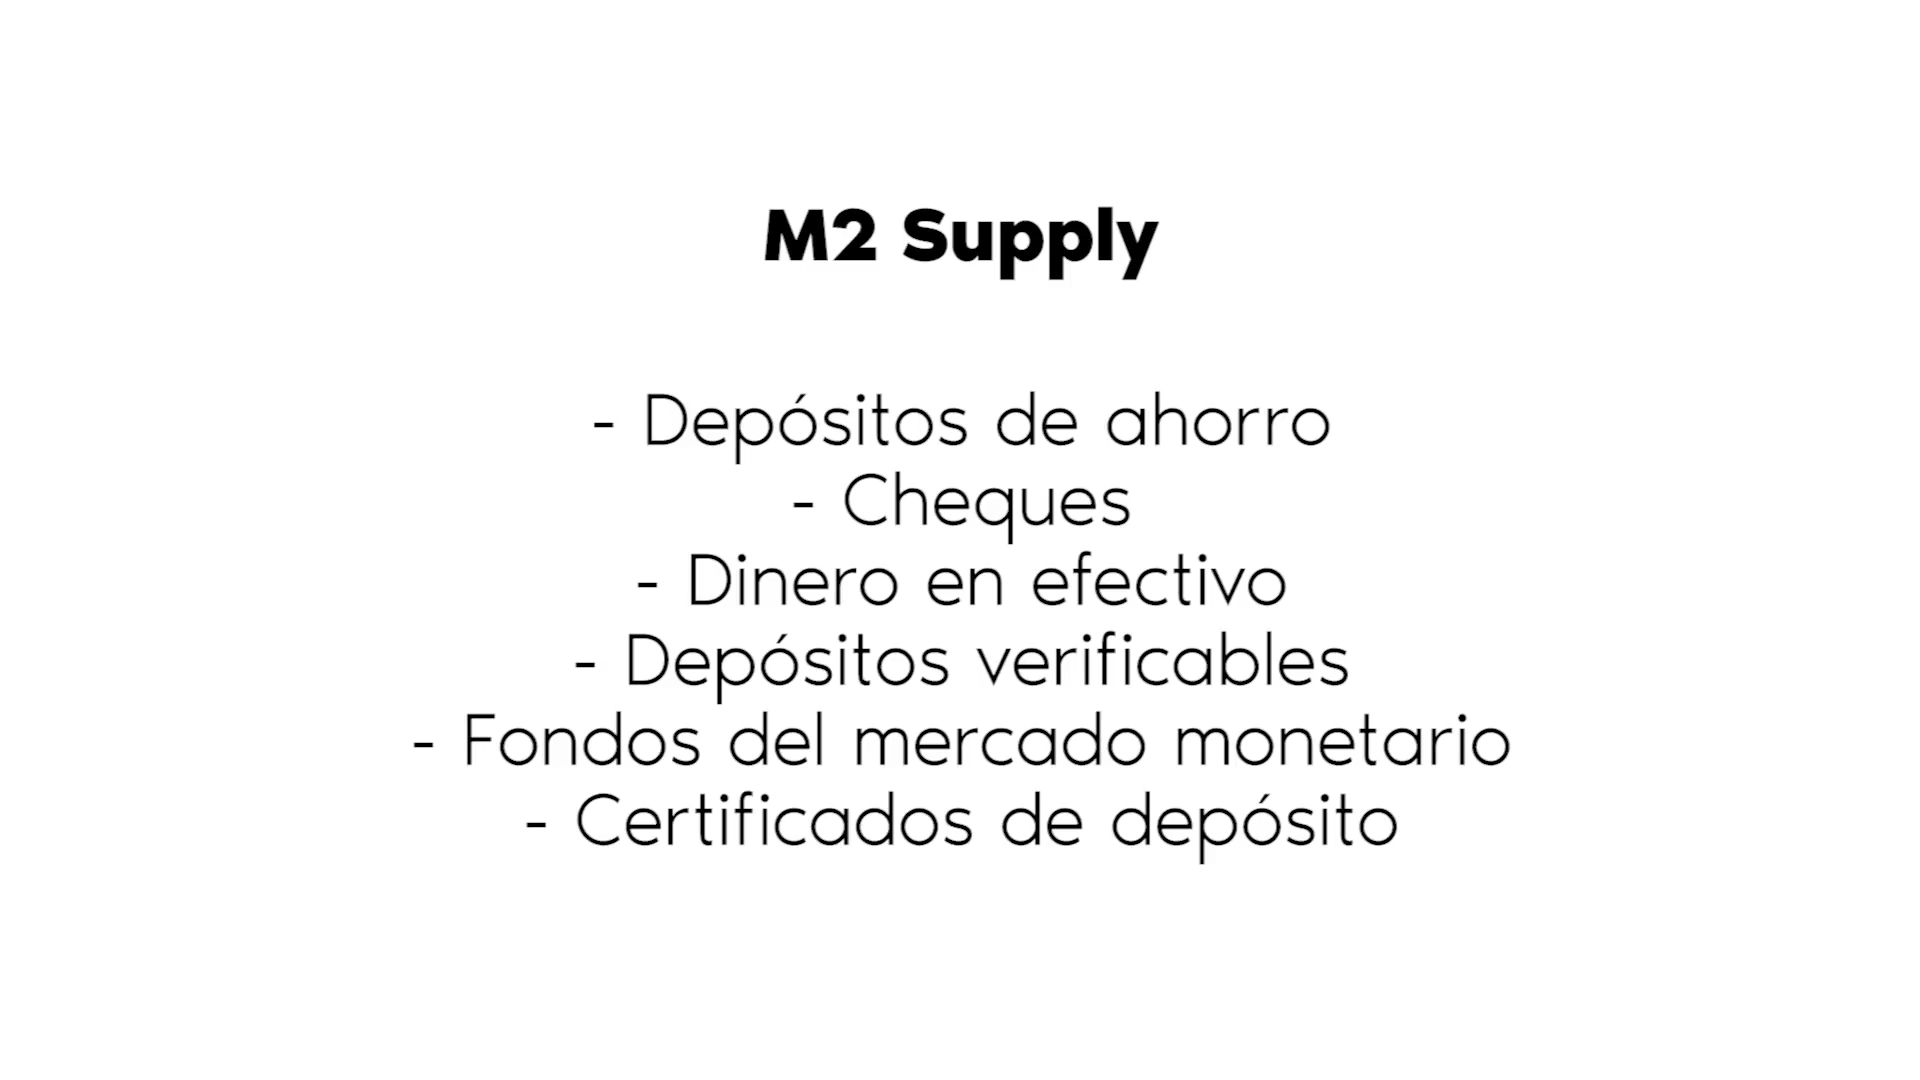 M2 Supply
- Depósitos de ahorro
- Cheques
- Dinero en efectivo
- Depósitos verificables
- Fondos del mercado monetario
- Certificados de depósito